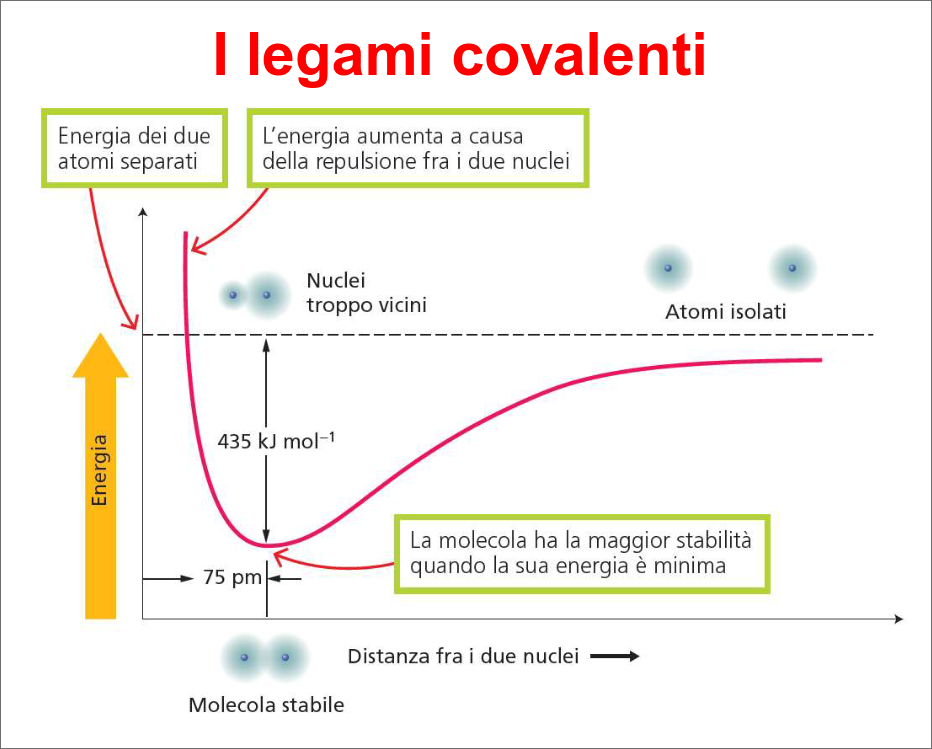 I legami covalenti
Energia dei due
atomi separati
L'energia aumenta a causa
della repulsione fra i due nuclei
Nuclei
troppo vicini
Atomi isolati
435 kJ mol⁻¹
Energia
La molecola ha la maggior stabilità
quando la sua energia è minima
75 pm
Distanza fra i due nuclei
Molecola stabile